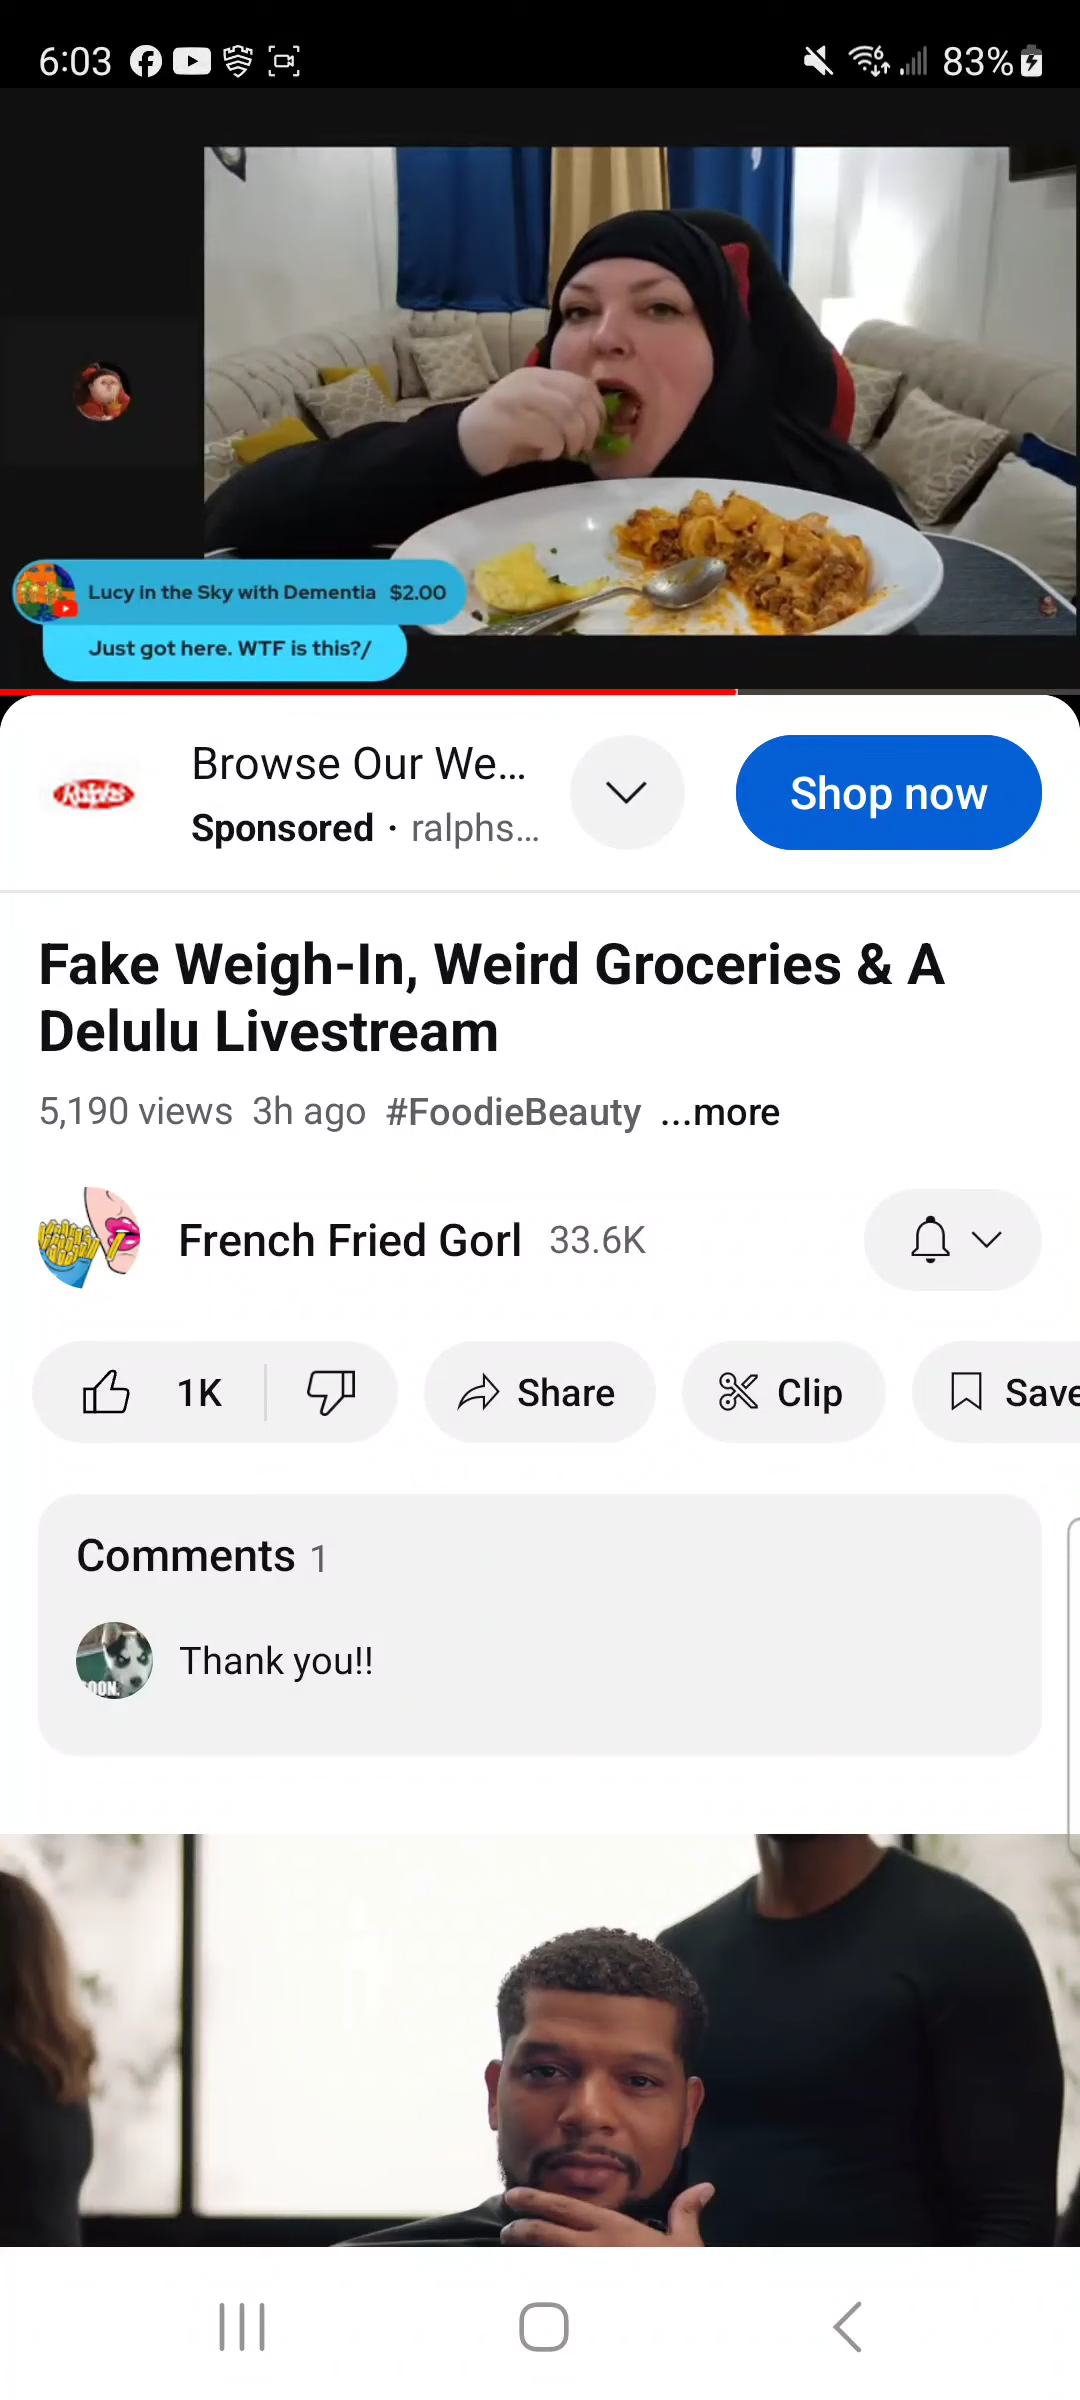 6:03
83%
Lucy in the Sky with Dementia $2.00
Just got here. WTF is this?/
Ralphs
Browse Our We...
Sponsored · ralphs...
Shop now
Fake Weigh-In, Weird Groceries & A
Delulu Livestream
5,190 views 3h ago #FoodieBeauty ...more
French Fried Gorl 33.6K
1K
Share
Clip
Save
Comments 1
Thank you!!